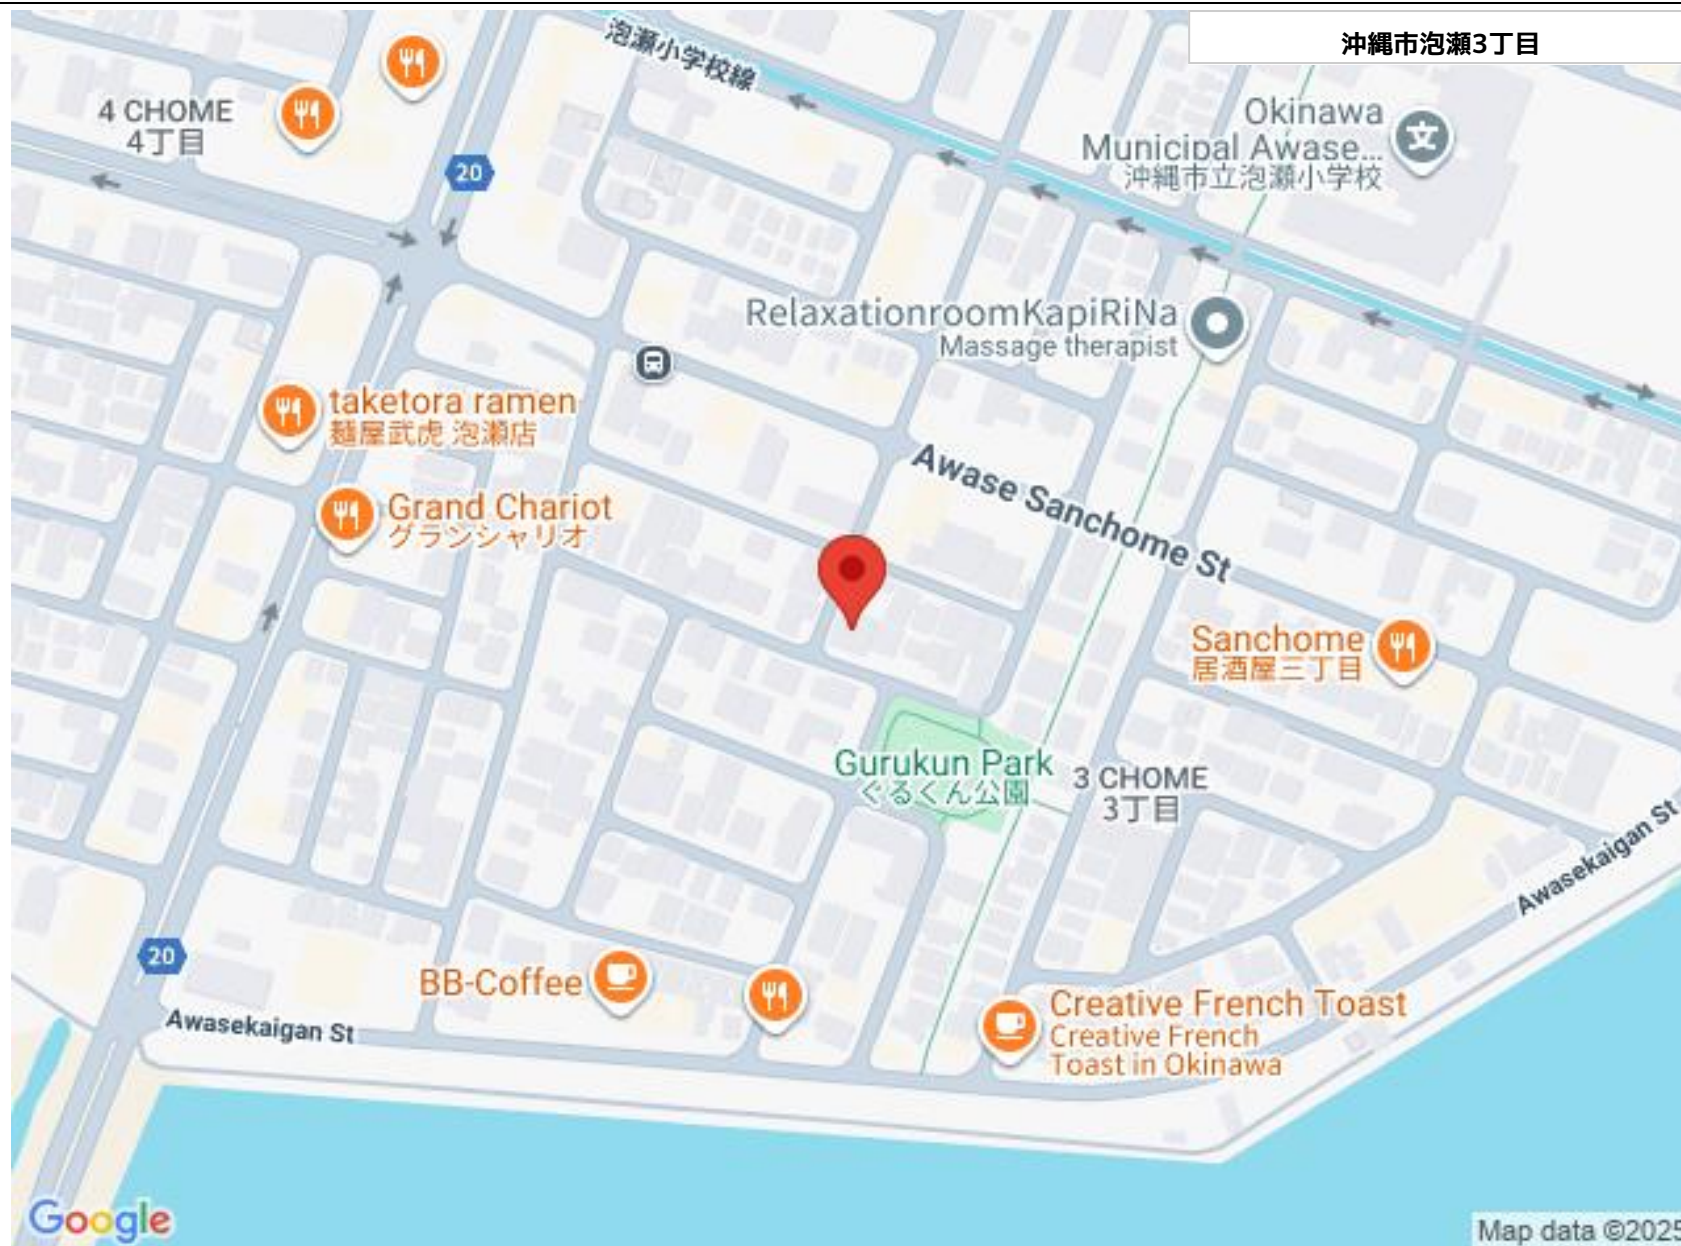 沖縄市泡瀬3丁目
泡瀬小学校線
4 CHOME
4丁目
20
Okinawa
Municipal Awase...
沖縄市立泡瀬小学校
RelaxationroomKapiRiNa
Massage therapist
taketora ramen
麺屋武虎 泡瀬店
Grand Chariot
グランシャリオ
Awase Sanchome St
Sanchome
居酒屋三丁目
Gurukun Park
ぐるくん公園
3 CHOME
3丁目
Awasekaigan St
20
BB-Coffee
Awasekaigan St
Creative French Toast
Creative French
Toast in Okinawa
文
Google
Map data ©2025